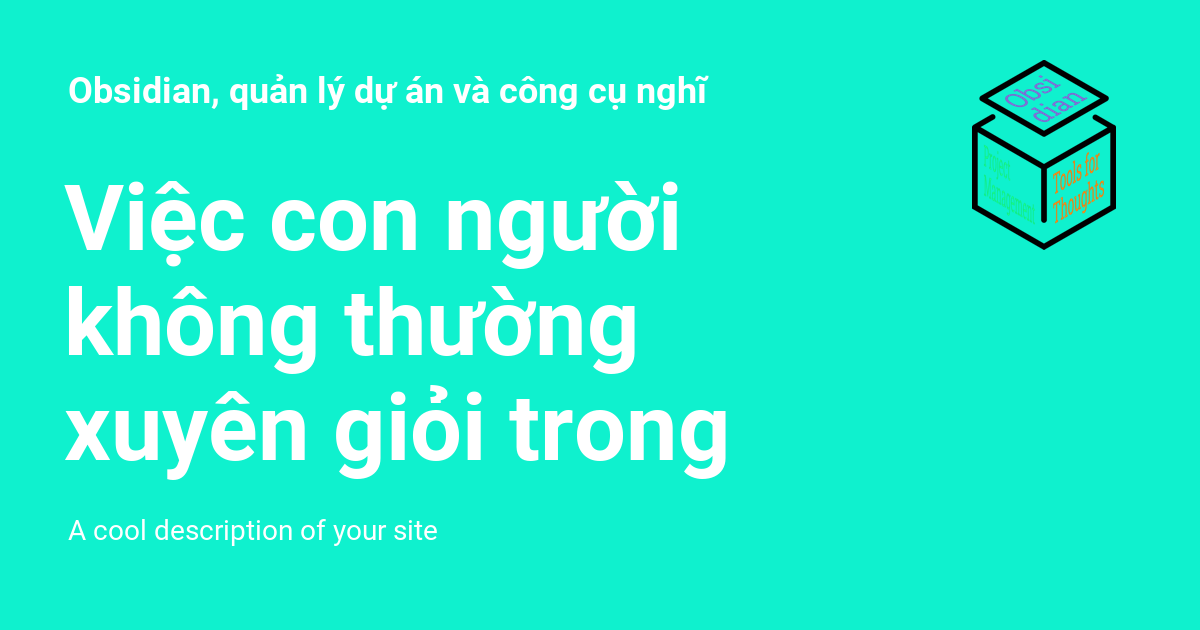 Obsidian, quản lý dự án và công cụ nghĩ
Obsi
dian
Project
Management
Tools for
Thoughts
Việc con người
không thường
xuyên giỏi trong
A cool description of your site